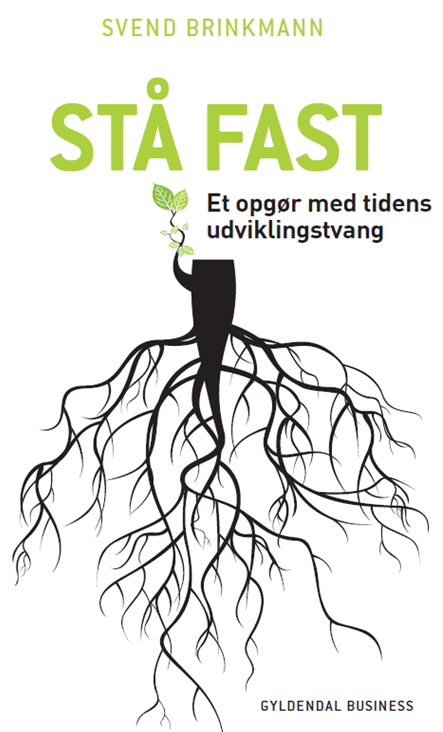 SVEND BRINKMANN
STÅ FAST
Et opgør med tidens
udviklingstvang
GYLDENDAL BUSINESS